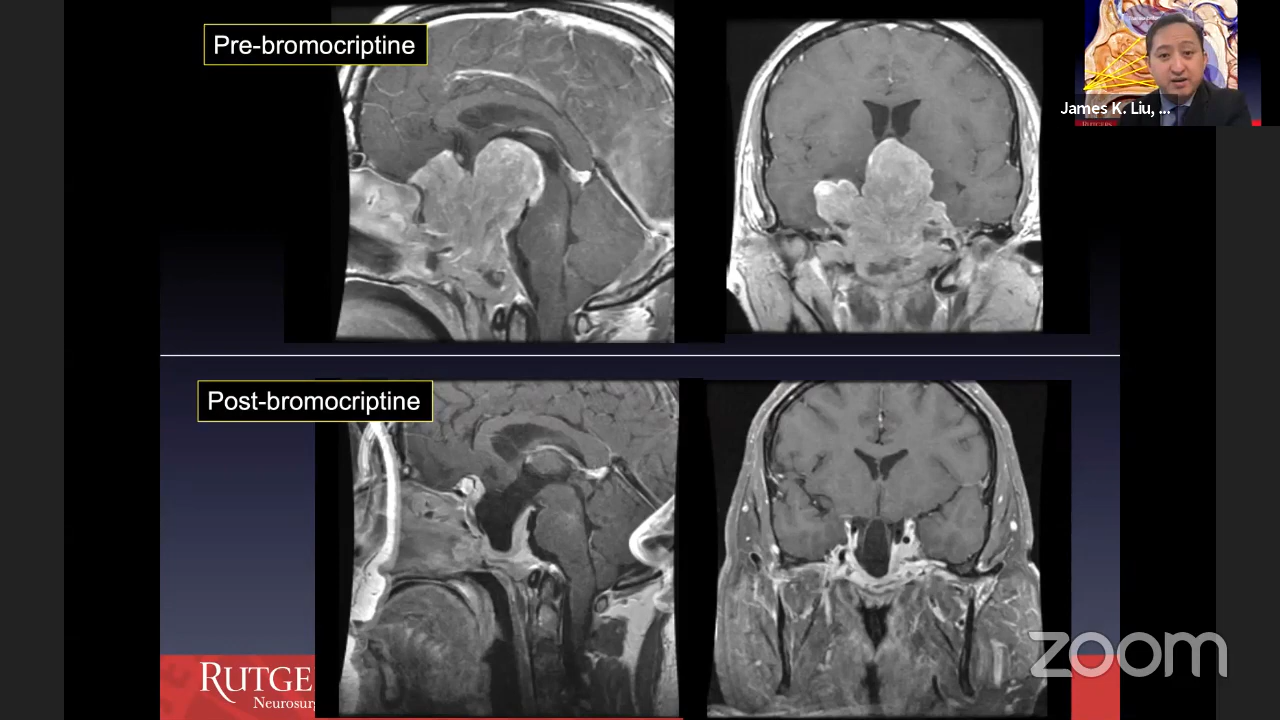 Pre-bromocriptine
James K. Liu, ...
Post-bromocriptine
RUTGE
Neurosur
zoom